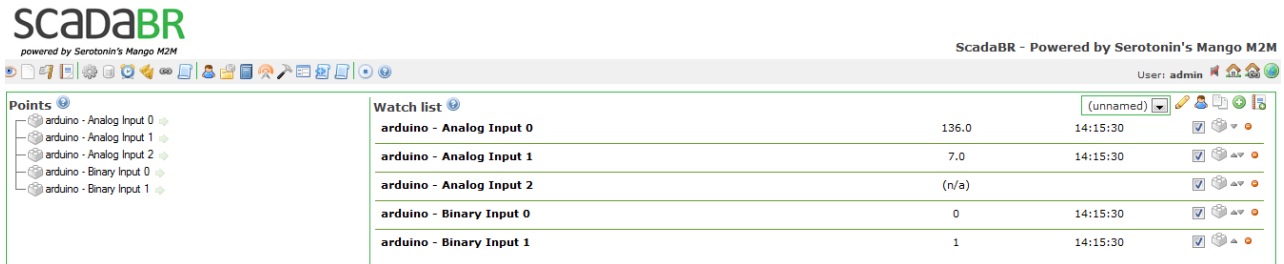 SCADABR
powered by Serotonin's Mango M2M
ScadaBR - Powered by Serotonin's Mango M2M
User: admin
Points
arduino - Analog Input 0
arduino - Analog Input 1
arduino - Analog Input 2
arduino - Binary Input 0
arduino - Binary Input 1
Watch list (unnamed)
arduino - Analog Input 0 136.0 14:15:30
arduino - Analog Input 1 7.0 14:15:30
arduino - Analog Input 2 (n/a)
arduino - Binary Input 0 0 14:15:30
arduino - Binary Input 1 1 14:15:30